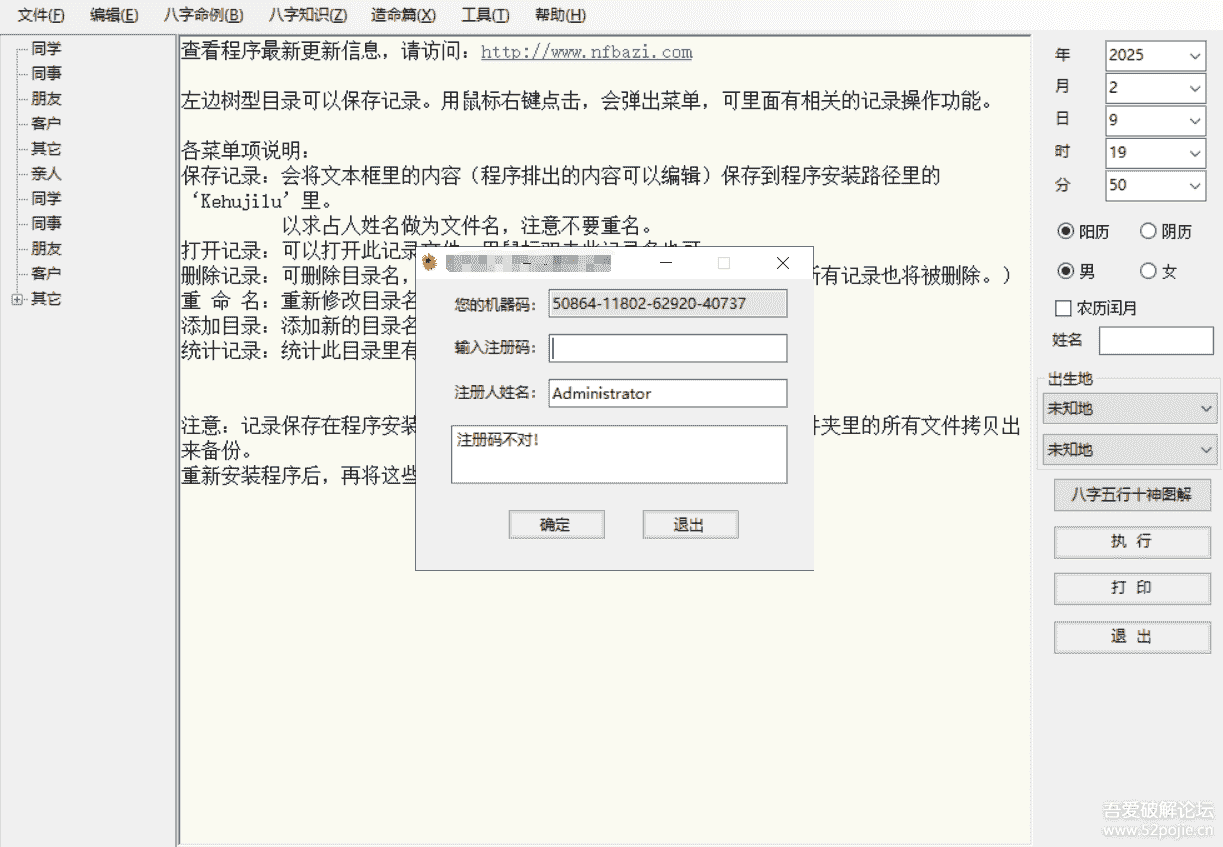 文件(F) 编辑(E) 八字命例(B) 八字知识(Z) 造命篇(X) 工具(T) 帮助(H)
同学
同事
朋友
客户
其它
亲人
同学
同事
朋友
客户
其它
查看程序最新更新信息，请访问：http://www.nfbazi.com
左边树型目录可以保存记录。用鼠标右键点击，会弹出菜单，可里面有相关的记录操作功能。
各菜单项说明：
保存记录：会将文本框里的内容（程序排出的内容可以编辑）保存到程序安装路径里的
‘Kehujilu’里。
以求占人姓名做为文件名，注意不要重名。
打开记录：可以打开此记录
删除记录：可删除目录名， 所有记录也将被删除。）
重 命 名：重新修改目录名
添加目录：添加新的目录名
统计记录：统计此目录里有
注意：记录保存在程序安装 件夹里的所有文件拷贝出
来备份。
重新安装程序后，再将这些
您的机器码： 50864-11802-62920-40737
输入注册码：
注册人姓名： Administrator
注册码不对!
确定 退出
年 2025
月 2
日 9
时 19
分 50
阳历 阴历
男 女
农历闰月
姓名
出生地
未知地
未知地
八字五行十神图解
执 行
打 印
退 出
吾爱破解论坛
www.52pojie.cn